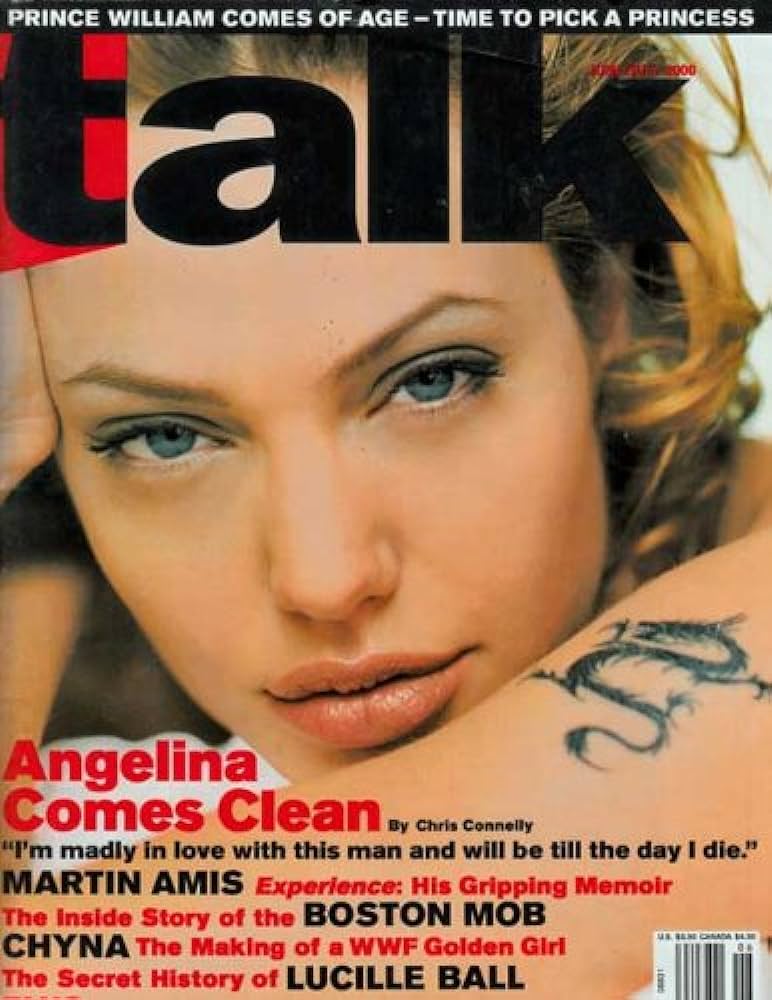 PRINCE WILLIAM COMES OF AGE – TIME TO PICK A PRINCESS
talk
2000
Angelina
Comes Clean By Chris Connelly
“I'm madly in love with this man and will be till the day I die.”
MARTIN AMIS Experience: His Gripping Memoir
The Inside Story of the BOSTON MOB
CHYNA The Making of a WWF Golden Girl
The Secret History of LUCILLE BALL